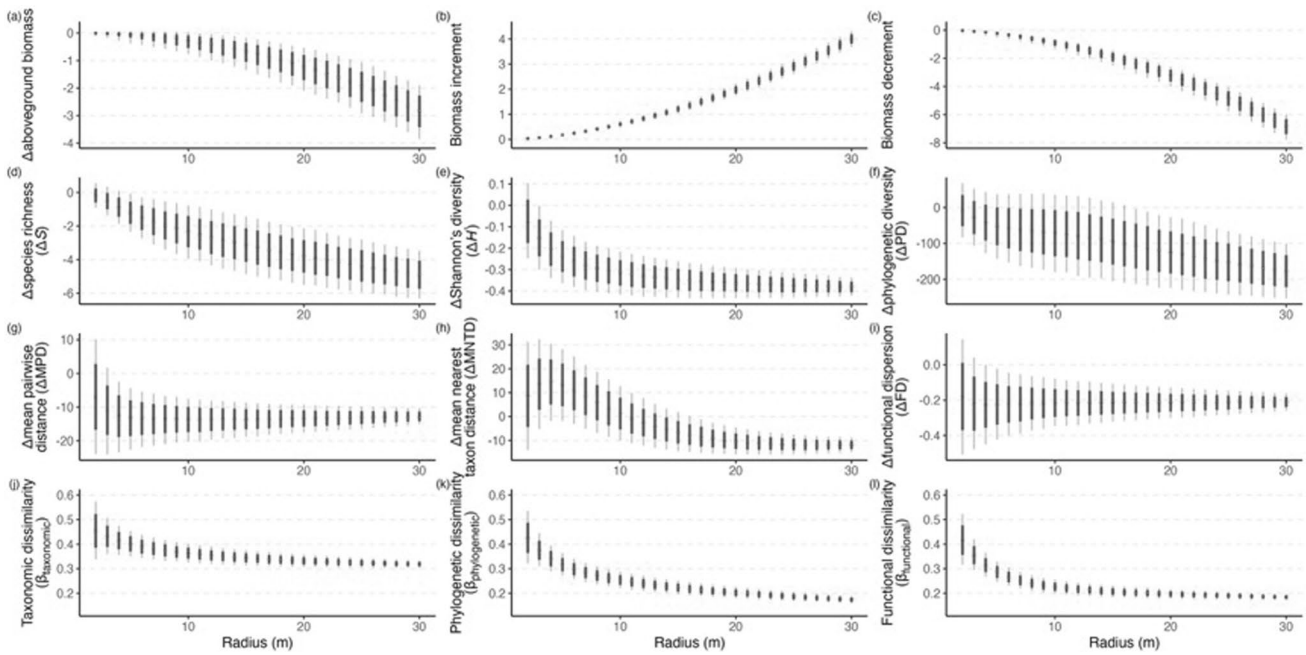 (a)
Δaboveground biomass
0
-1
-2
-3
-4
10
20
30
(b)
Biomass increment
4
3
2
1
0
10
20
30
(c)
Biomass decrement
0
-2
-4
-6
-8
10
20
30
(d)
Δspecies richness
(ΔS)
0
-2
-4
-6
10
20
30
(e)
ΔShannon's diversity
(ΔH)
0.1
0.0
-0.1
-0.2
-0.3
-0.4
10
20
30
(f)
Δphylogenetic diversity
(ΔPD)
0
-100
-200
10
20
30
(g)
Δmean pairwise
distance (ΔMPD)
10
0
-10
-20
10
20
30
(h)
Δmean nearest
taxon distance (ΔMNTD)
30
20
10
0
-10
10
20
30
(i)
Δfunctional dispersion
(ΔFD)
0.0
-0.2
-0.4
10
20
30
(j)
Taxonomic dissimilarity
(βtaxonomic)
0.6
0.5
0.4
0.3
0.2
10
20
30
Radius (m)
(k)
Phylogenetic dissimilarity
(βphylogenetic)
0.6
0.5
0.4
0.3
0.2
10
20
30
Radius (m)
(l)
Functional dissimilarity
(βfunctional)
0.6
0.5
0.4
0.3
0.2
10
20
30
Radius (m)